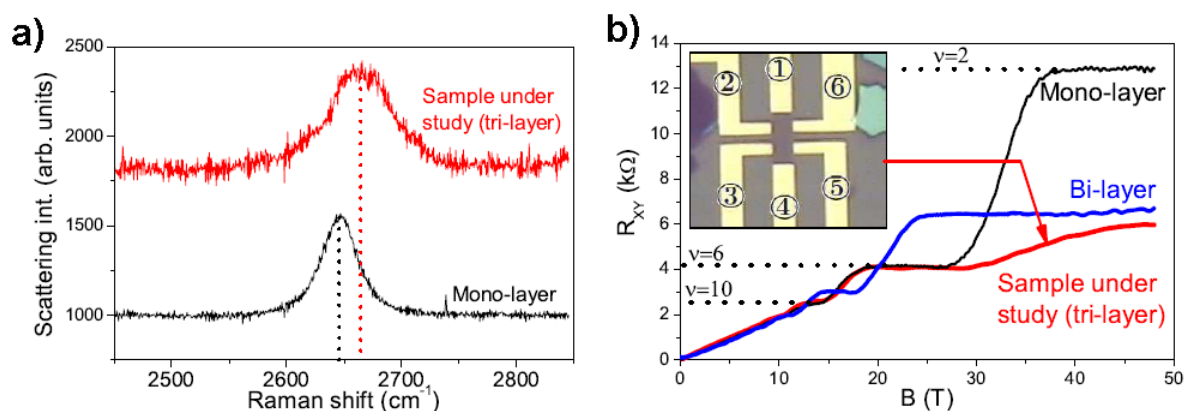 a)
2500
2000
1500
1000
Scattering int. (arb. units)
Sample under
study (tri-layer)
Mono-layer
2500
2600
2700
2800
Raman shift (cm⁻¹)
b)
14
12
10
8
6
4
2
0
R_XY (kΩ)
ν=2
Mono-layer
Bi-layer
ν=6
ν=10
Sample under
study (tri-layer)
②
①
⑥
③
④
⑤
0
10
20
30
40
50
B (T)